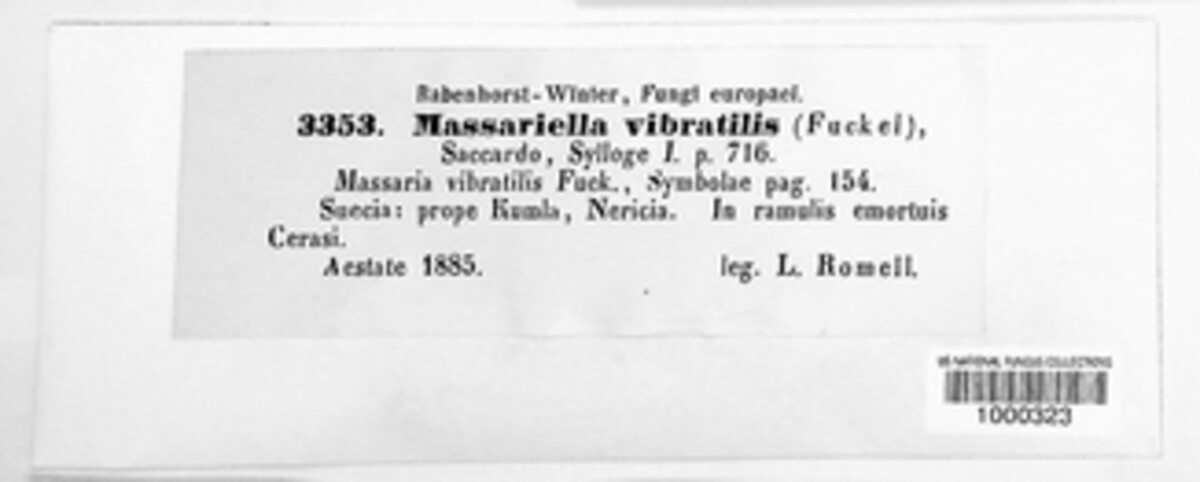 Rabenhorst-Winter, Fungi europaei.
3353. Massariella vibratilis (Fuckel),
Saccardo, Sylloge I. p. 716.
Massaria vibratilis Fuck., Symbolae pag. 154.
Suecia: prope Kumla, Nericia. In ramulis emortuis
Cerasi.
Aestate 1885. leg. L. Romell.
US NATIONAL FUNGUS COLLECTIONS
1000323